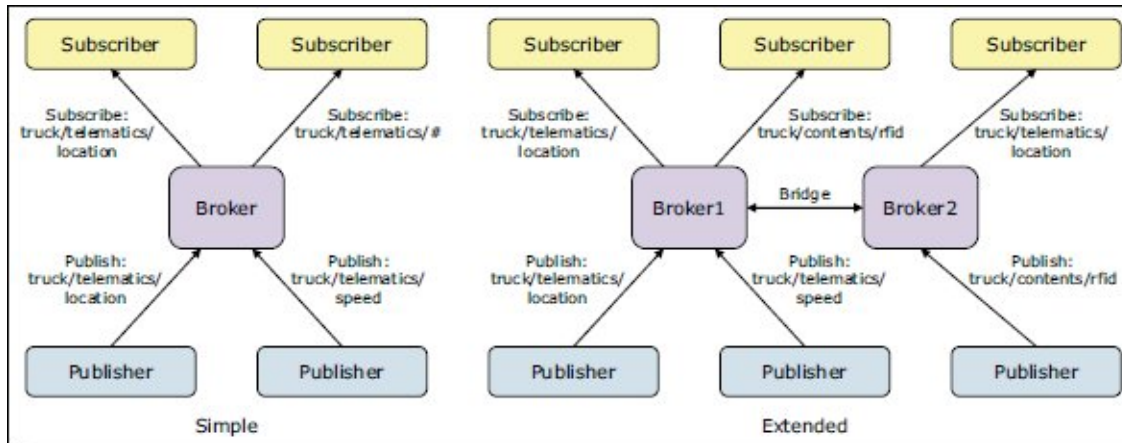 Subscriber
Subscriber
Subscriber
Subscriber
Subscriber
Subscribe:
truck/telematics/
location
Subscribe:
truck/telematics/#
Subscribe:
truck/telematics/
location
Subscribe:
truck/contents/rfid
Subscribe:
truck/telematics/
location
Broker
Broker1
Bridge
Broker2
Publish:
truck/telematics/
location
Publish:
truck/telematics/
speed
Publish:
truck/telematics/
location
Publish:
truck/telematics/
speed
Publish:
truck/contents/rfid
Publisher
Publisher
Publisher
Publisher
Publisher
Simple
Extended